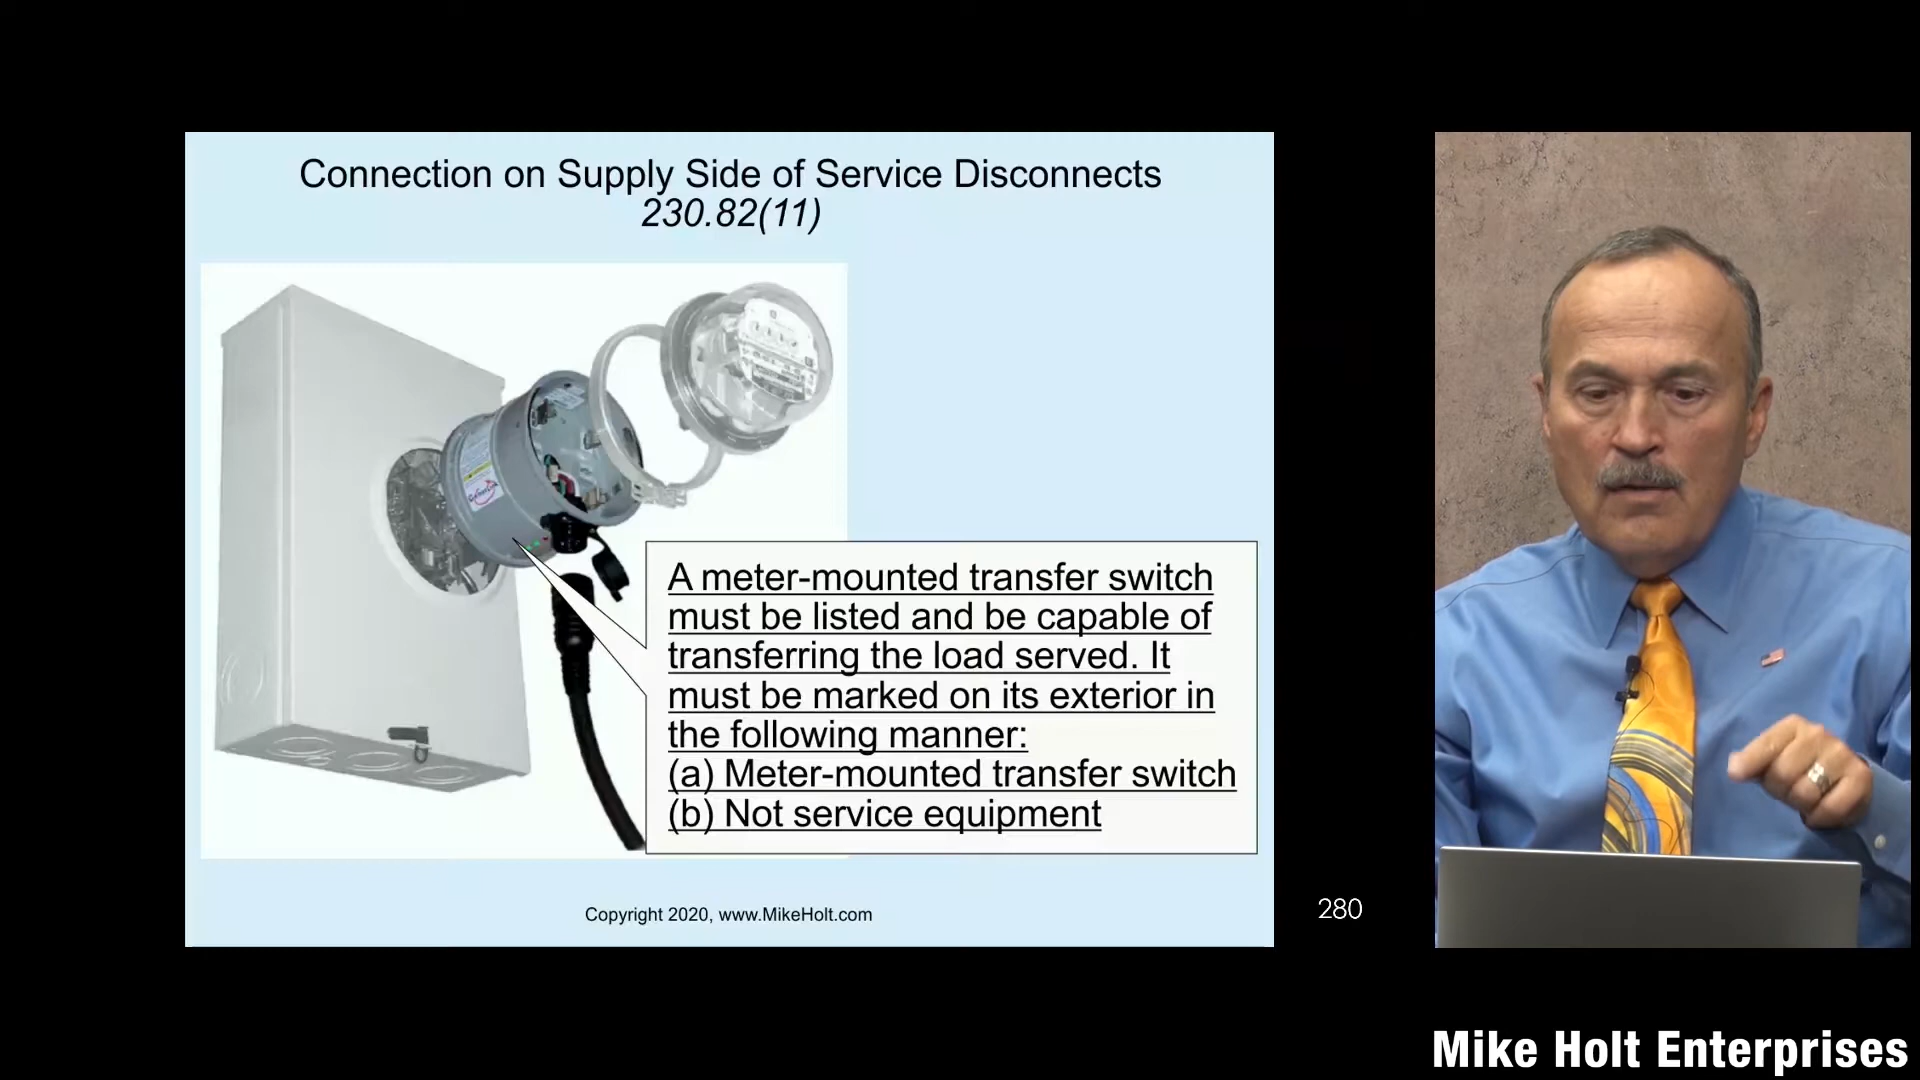 Connection on Supply Side of Service Disconnects
230.82(11)
GenerLink
A meter-mounted transfer switch
must be listed and be capable of
transferring the load served. It
must be marked on its exterior in
the following manner:
(a) Meter-mounted transfer switch
(b) Not service equipment
Copyright 2020, www.MikeHolt.com
280
Mike Holt Enterprises